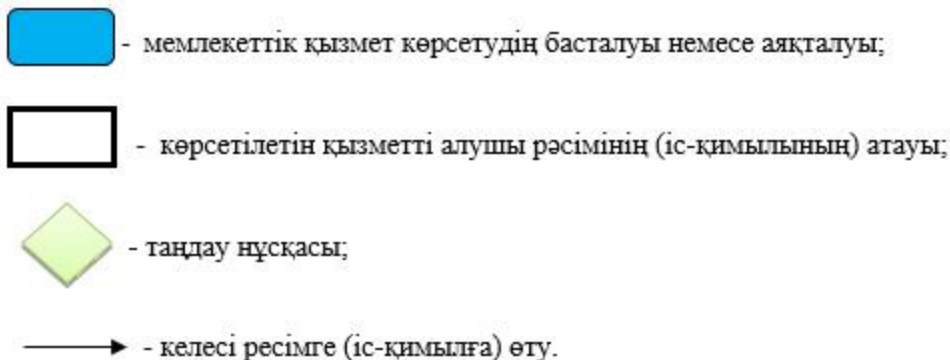 - мемлекеттік қызмет көрсетудің басталуы немесе аяқталуы;
- көрсетілетін қызметті алушы рәсімінің (іс-қимылының) атауы;
- таңдау нұсқасы;
- келесі ресімге (іс-қимылға) өту.